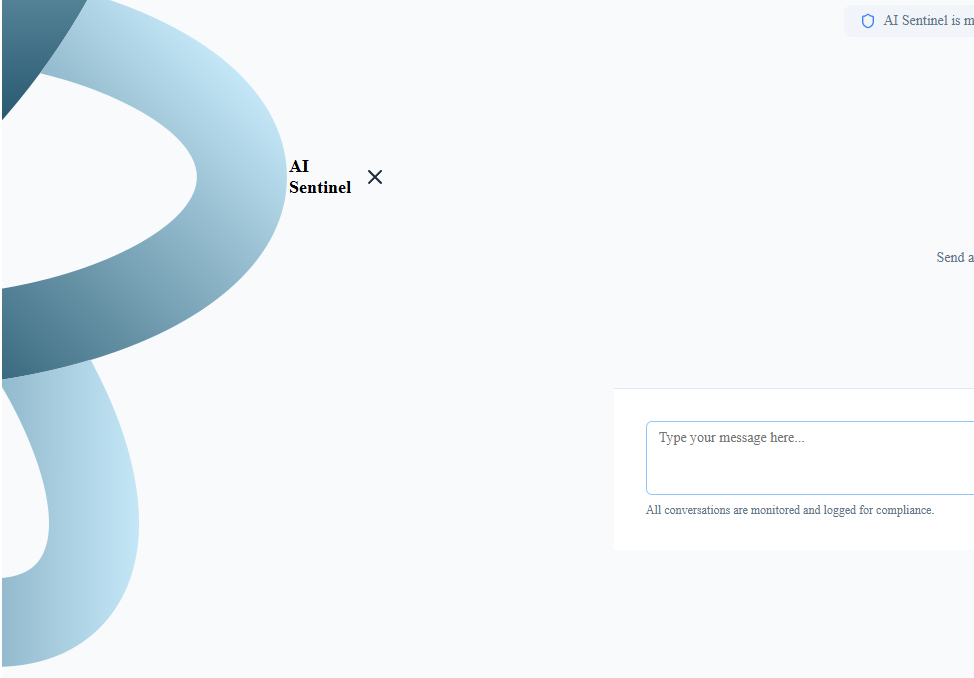 AI Sentinel is
AI
Sentinel
Send a
Type your message here...
All conversations are monitored and logged for compliance.